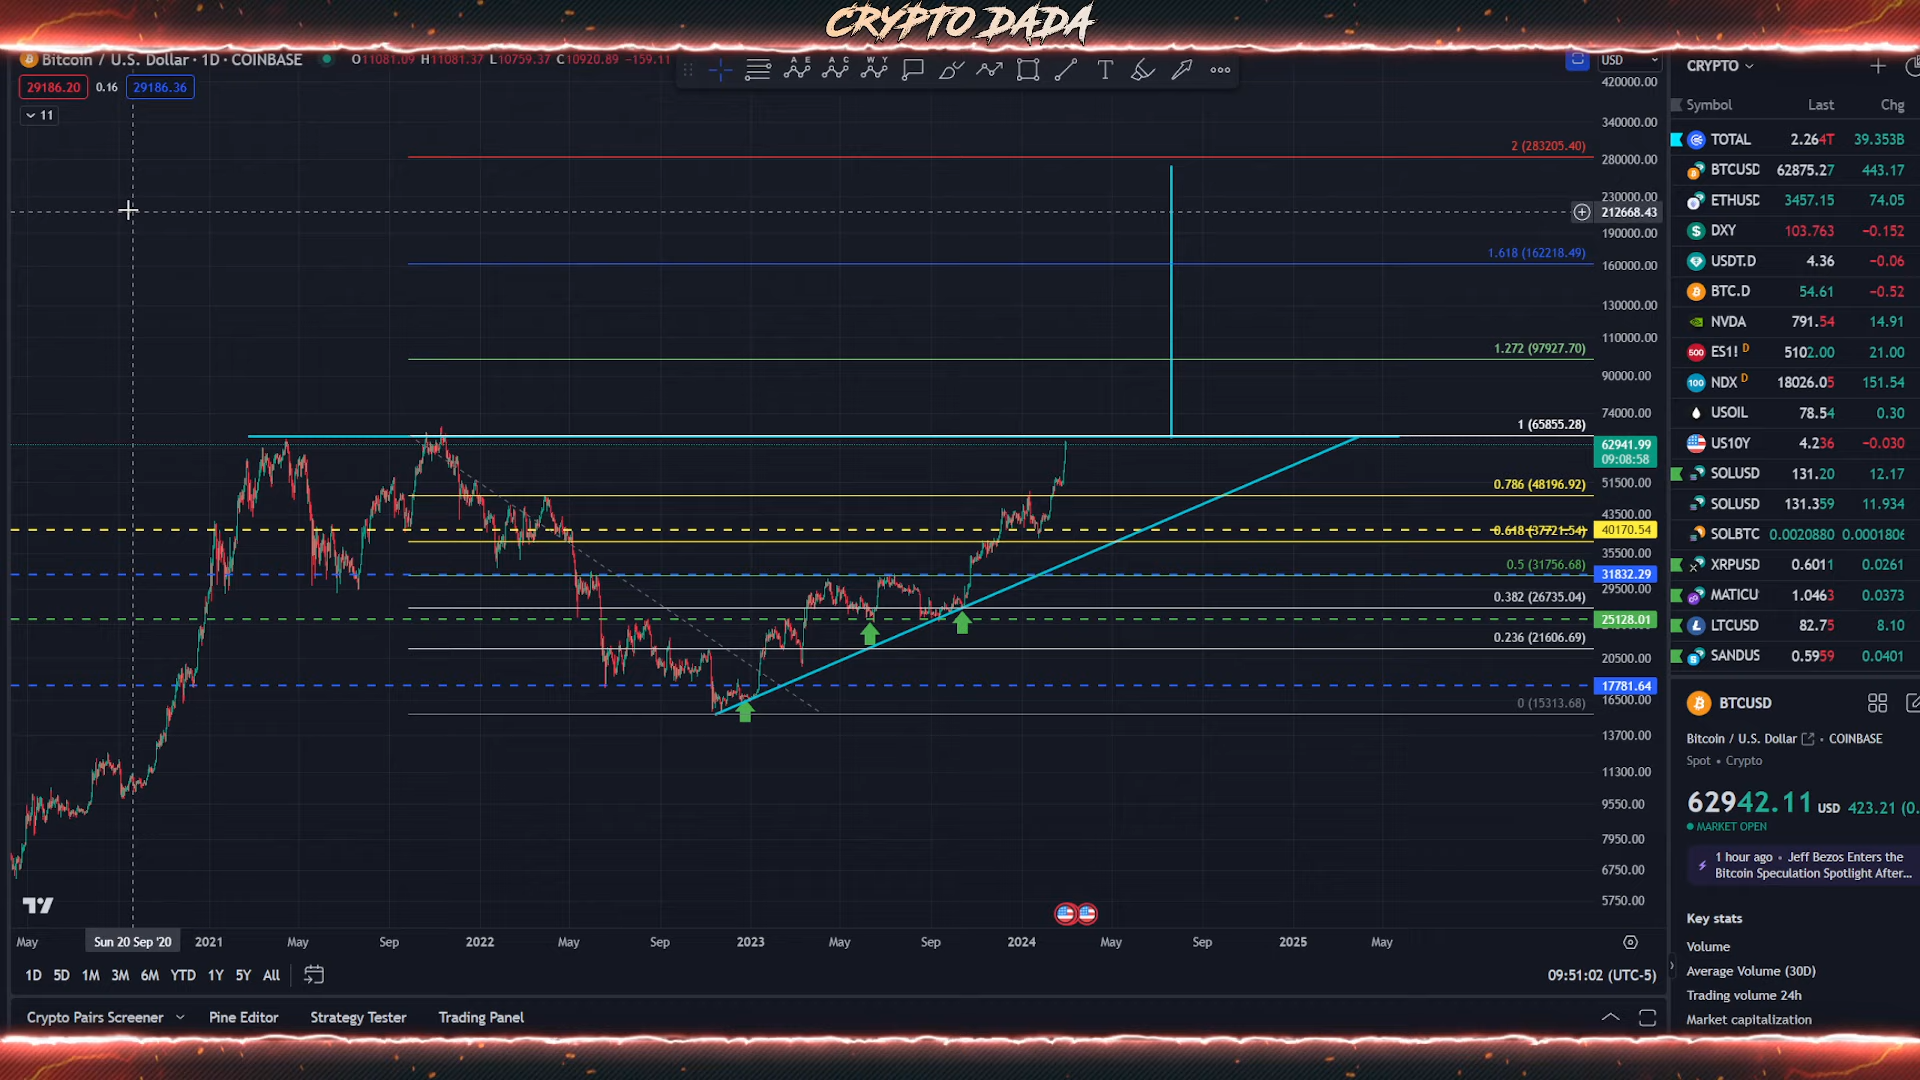 CRYPTO DADA
Bitcoin / U.S. Dollar · 1D · COINBASE
O11081.09 H11081.37 L10759.37 C10920.89 -159.11
29186.20 0.16 29186.36
11
USD
420000.00
340000.00
280000.00
230000.00
212668.43
190000.00
160000.00
130000.00
110000.00
90000.00
74000.00
62941.99
09:08:58
51500.00
43500.00
40170.54
35500.00
31832.29
29500.00
25128.01
20500.00
17781.64
16500.00
13700.00
11300.00
9550.00
7950.00
6750.00
5750.00
2 (283205.40)
1.618 (162218.49)
1.272 (97927.70)
1 (65855.28)
0.786 (48196.92)
0.618 (37721.54)
0.5 (31756.68)
0.382 (26735.04)
0.236 (21606.69)
0 (15313.68)
May Sun 20 Sep '20 2021 May Sep 2022 May Sep 2023 May Sep 2024 May Sep 2025 May
1D 5D 1M 3M 6M YTD 1Y 5Y All
09:51:02 (UTC-5)
Crypto Pairs Screener Pine Editor Strategy Tester Trading Panel
CRYPTO
Symbol Last Chg
TOTAL 2.264T 39.353B
BTCUSD 62875.27 443.17
ETHUSD 3457.15 74.05
DXY 103.763 −0.152
USDT.D 4.36 −0.06
BTC.D 54.61 −0.52
NVDA 791.54 14.91
500 ES1! D 5102.00 21.00
100 NDX D 18026.05 151.54
USOIL 78.54 0.30
US10Y 4.236 −0.030
SOLUSD 131.20 12.17
SOLUSD 131.359 11.934
SOLBTC 0.0020880 0.0001806
XRPUSD 0.6011 0.0261
MATICU 1.0463 0.0373
LTCUSD 82.75 8.10
SANDUS 0.5959 0.0401
BTCUSD
Bitcoin / U.S. Dollar • COINBASE
Spot • Crypto
62942.11 USD 423.21 (0.
MARKET OPEN
1 hour ago • Jeff Bezos Enters the
Bitcoin Speculation Spotlight After...
Key stats
Volume
Average Volume (30D)
Trading volume 24h
Market capitalization